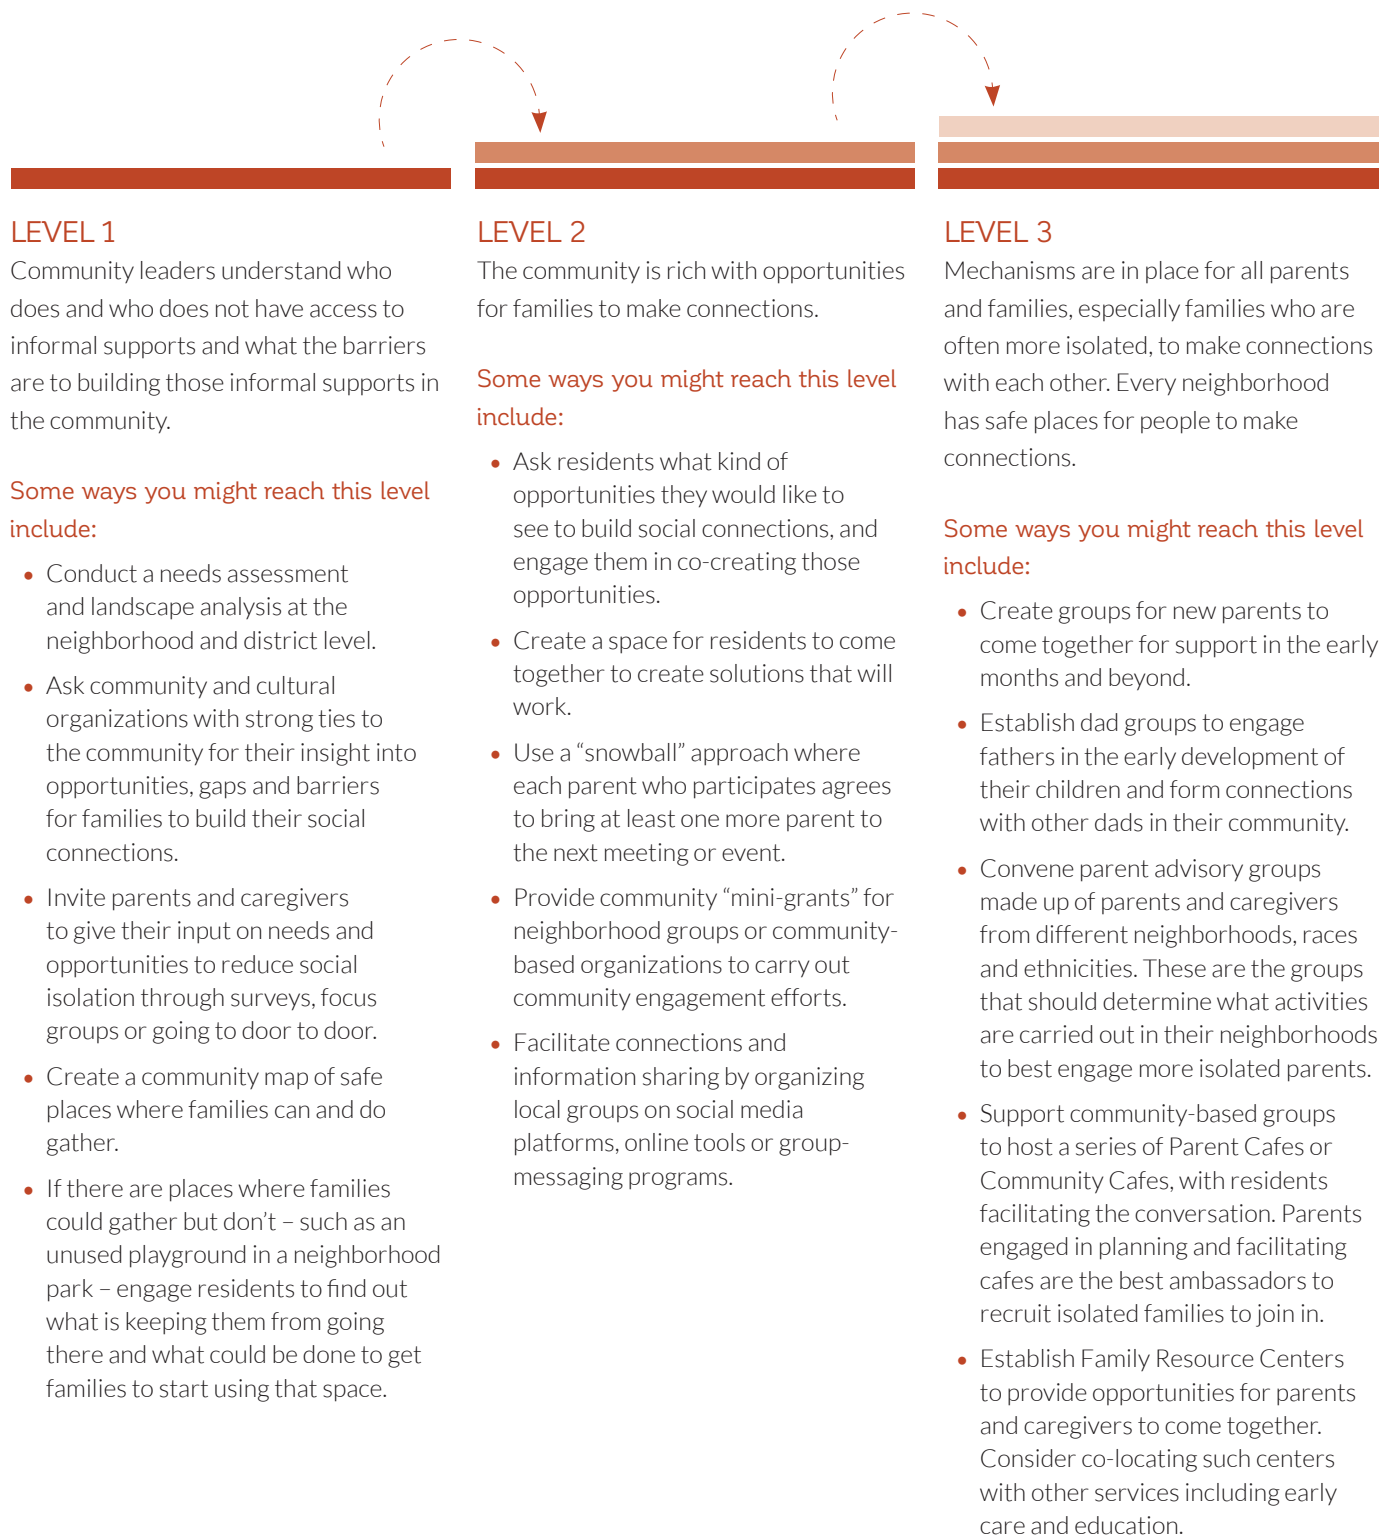 LEVEL 1
Community leaders understand who
does and who does not have access to
informal supports and what the barriers
are to building those informal supports in
the community.
Some ways you might reach this level
include:
• Conduct a needs assessment
and landscape analysis at the
neighborhood and district level.
• Ask community and cultural
organizations with strong ties to
the community for their insight into
opportunities, gaps and barriers
for families to build their social
connections.
• Invite parents and caregivers
to give their input on needs and
opportunities to reduce social
isolation through surveys, focus
groups or going to door to door.
• Create a community map of safe
places where families can and do
gather.
• If there are places where families
could gather but don’t – such as an
unused playground in a neighborhood
park – engage residents to find out
what is keeping them from going
there and what could be done to get
families to start using that space.
LEVEL 2
The community is rich with opportunities
for families to make connections.
Some ways you might reach this level
include:
• Ask residents what kind of
opportunities they would like to
see to build social connections, and
engage them in co-creating those
opportunities.
• Create a space for residents to come
together to create solutions that will
work.
• Use a “snowball” approach where
each parent who participates agrees
to bring at least one more parent to
the next meeting or event.
• Provide community “mini-grants” for
neighborhood groups or community-
based organizations to carry out
community engagement efforts.
• Facilitate connections and
information sharing by organizing
local groups on social media
platforms, online tools or group-
messaging programs.
LEVEL 3
Mechanisms are in place for all parents
and families, especially families who are
often more isolated, to make connections
with each other. Every neighborhood
has safe places for people to make
connections.
Some ways you might reach this level
include:
• Create groups for new parents to
come together for support in the early
months and beyond.
• Establish dad groups to engage
fathers in the early development of
their children and form connections
with other dads in their community.
• Convene parent advisory groups
made up of parents and caregivers
from different neighborhoods, races
and ethnicities. These are the groups
that should determine what activities
are carried out in their neighborhoods
to best engage more isolated parents.
• Support community-based groups
to host a series of Parent Cafes or
Community Cafes, with residents
facilitating the conversation. Parents
engaged in planning and facilitating
cafes are the best ambassadors to
recruit isolated families to join in.
• Establish Family Resource Centers
to provide opportunities for parents
and caregivers to come together.
Consider co-locating such centers
with other services including early
care and education.